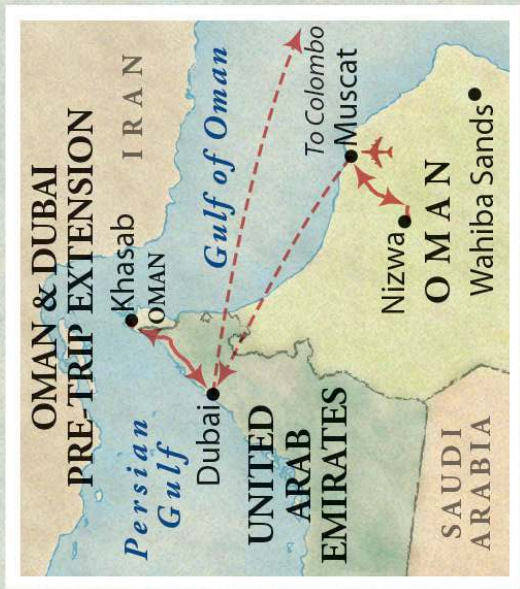 OMAN & DUBAI
PRE-TRIP EXTENSION
IRAN
Khasab
OMAN
Persian
Gulf
Gulf of Oman
Dubai
To Colombo
Muscat
UNITED
ARAB
EMIRATES
Nizwa
OMAN
Wahiba Sands
SAUDI
ARABIA